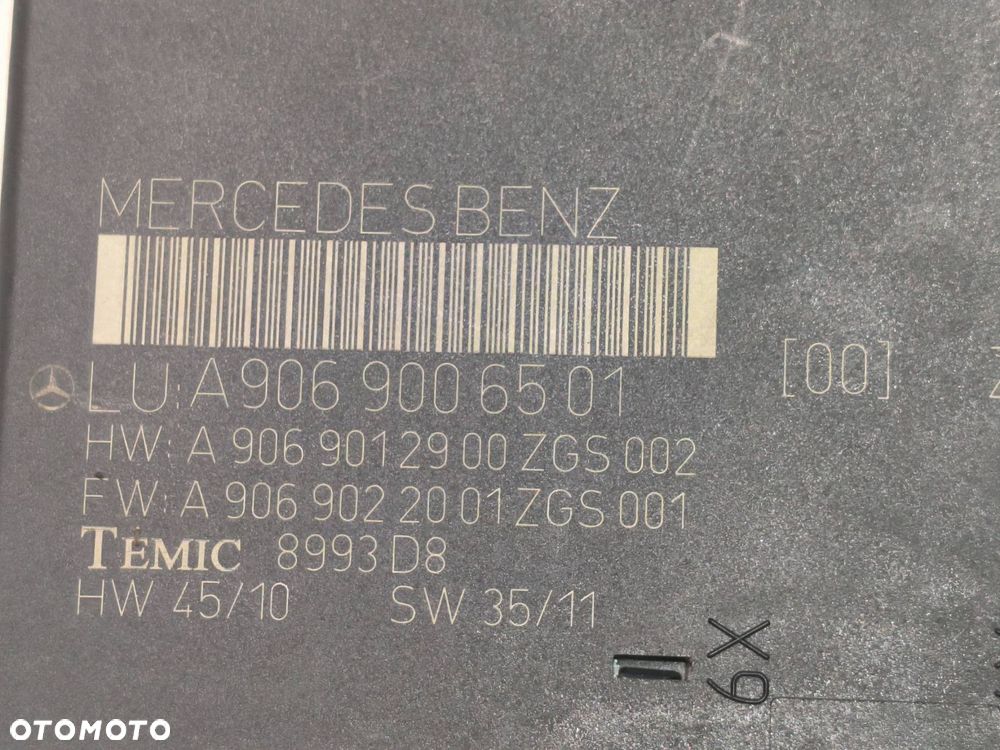 MERCEDES BENZ
LU: A 906 900 65 01 [00]
HW: A 906 901 29 00 ZGS 002
FW: A 906 902 20 01 ZGS 001
TEMIC 8993 D8
HW 45/10 SW 35/11
X 9
OTOMOTO